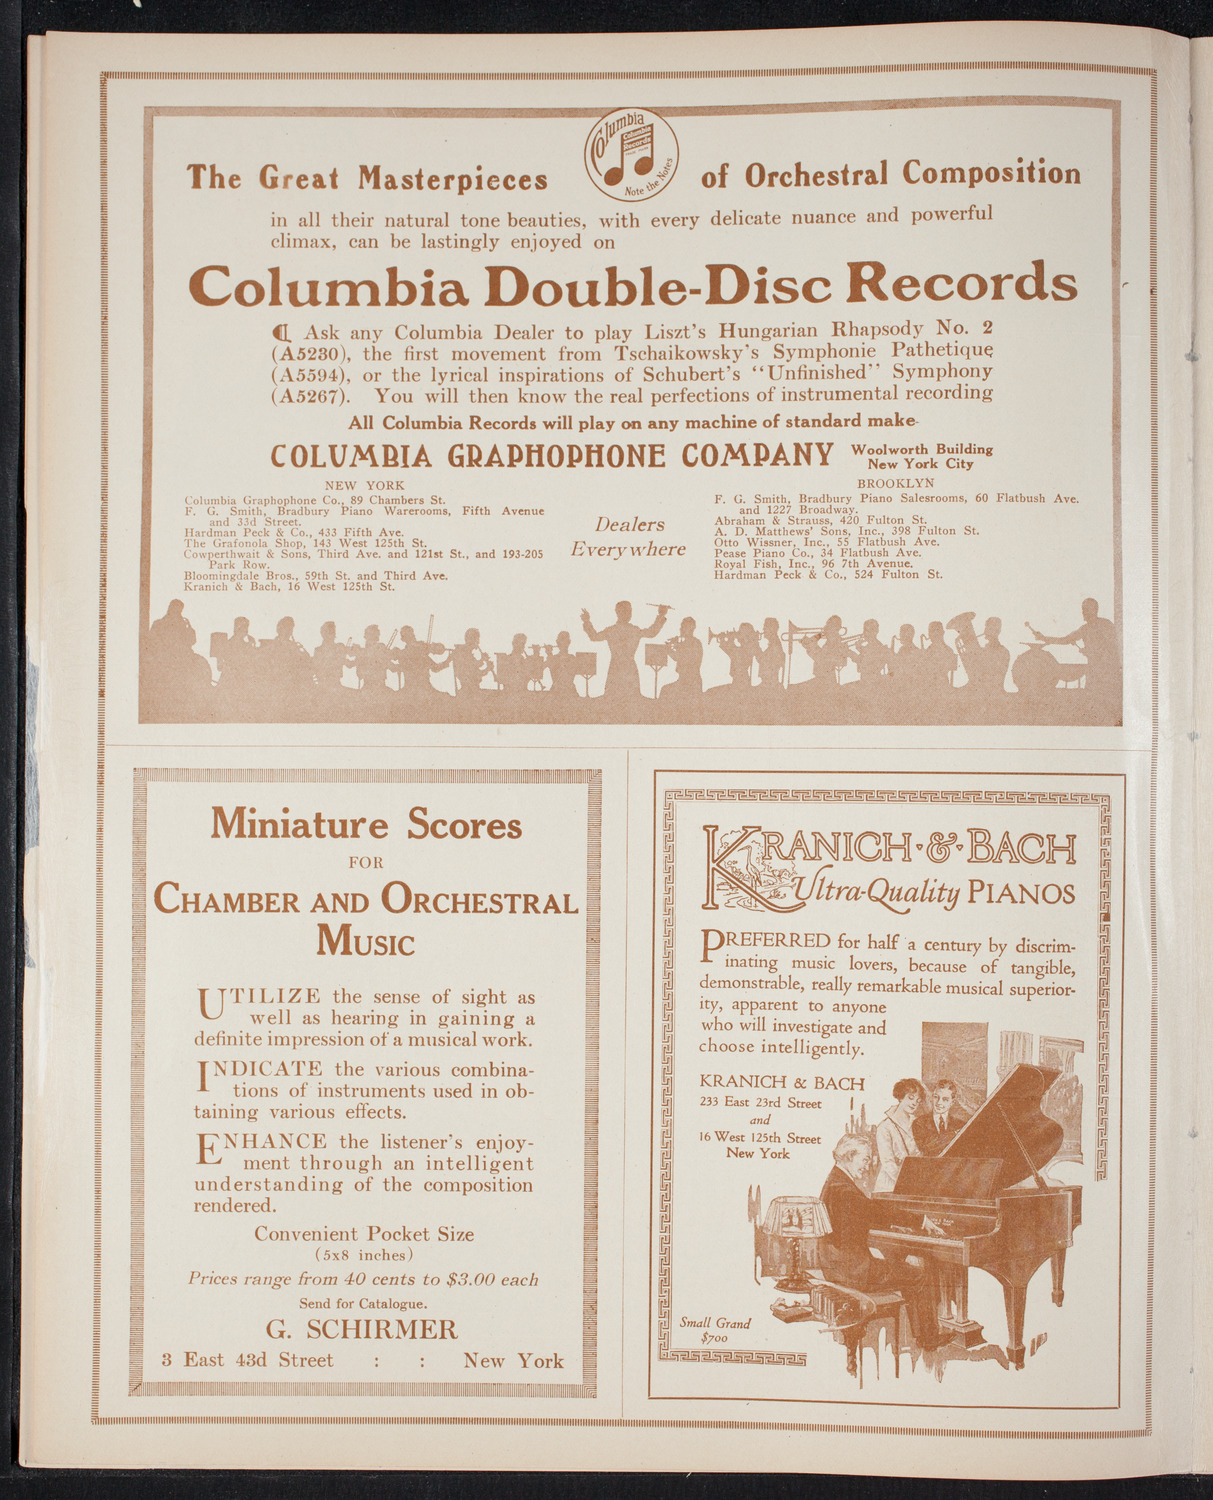 Columbia
Columbia
Records
Note the Notes
The Great Masterpieces of Orchestral Composition
in all their natural tone beauties, with every delicate nuance and powerful
climax, can be lastingly enjoyed on
Columbia Double-Disc Records
¶ Ask any Columbia Dealer to play Liszt's Hungarian Rhapsody No. 2
(A5230), the first movement from Tschaikowsky's Symphonie Pathetique
(A5594), or the lyrical inspirations of Schubert's "Unfinished" Symphony
(A5267). You will then know the real perfections of instrumental recording
All Columbia Records will play on any machine of standard make-
COLUMBIA GRAPHOPHONE COMPANY Woolworth Building
New York City
NEW YORK
Columbia Graphophone Co., 89 Chambers St.
F. G. Smith, Bradbury Piano Warerooms, Fifth Avenue
and 33d Street.
Hardman Peck & Co., 433 Fifth Ave.
The Grafonola Shop, 143 West 125th St.
Cowperthwait & Sons, Third Ave. and 121st St., and 193-205
Park Row.
Bloomingdale Bros., 59th St. and Third Ave.
Kranich & Bach, 16 West 125th St.
Dealers
Everywhere
BROOKLYN
F. G. Smith, Bradbury Piano Salesrooms, 60 Flatbush Ave.
and 1227 Broadway.
Abraham & Strauss, 420 Fulton St.
A. D. Matthews' Sons, Inc., 398 Fulton St.
Otto Wissner, Inc., 55 Flatbush Ave.
Pease Piano Co., 34 Flatbush Ave.
Royal Fish, Inc., 96 7th Avenue.
Hardman Peck & Co., 524 Fulton St.
Miniature Scores
FOR
CHAMBER AND ORCHESTRAL
MUSIC
UTILIZE the sense of sight as
well as hearing in gaining a
definite impression of a musical work.
INDICATE the various combina-
tions of instruments used in ob-
taining various effects.
ENHANCE the listener's enjoy-
ment through an intelligent
understanding of the composition
rendered.
Convenient Pocket Size
(5x8 inches)
Prices range from 40 cents to $3.00 each
Send for Catalogue.
G. SCHIRMER
3 East 43d Street : : New York
KRANICH·&·BACH
Ultra-Quality PIANOS
PREFERRED for half a century by discrim-
inating music lovers, because of tangible,
demonstrable, really remarkable musical superior-
ity, apparent to anyone
who will investigate and
choose intelligently.
KRANICH & BACH
233 East 23rd Street
and
16 West 125th Street
New York
Small Grand
$700